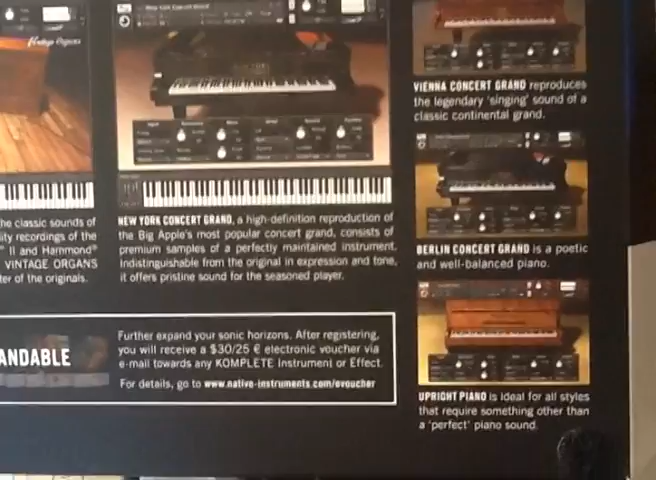 Vintage Organs
he classic sounds of
ity recordings of the
II and Hammond®
VINTAGE ORGANS
ter of the originals.
NEW YORK CONCERT GRAND, a high-definition reproduction of
the Big Apple's most popular concert grand, consists of
premium samples of a perfectly maintained instrument.
Indistinguishable from the original in expression and tone,
it offers pristine sound for the seasoned player.
VIENNA CONCERT GRAND reproduces
the legendary 'singing' sound of a
classic continental grand.
BERLIN CONCERT GRAND is a poetic
and well-balanced piano.
UPRIGHT PIANO is ideal for all styles
that require something other than
a 'perfect' piano sound.
ANDABLE
Further expand your sonic horizons. After registering,
you will receive a $30/25 € electronic voucher via
e-mail towards any KOMPLETE Instrument or Effect.
For details, go to www.native-instruments.com/evoucher